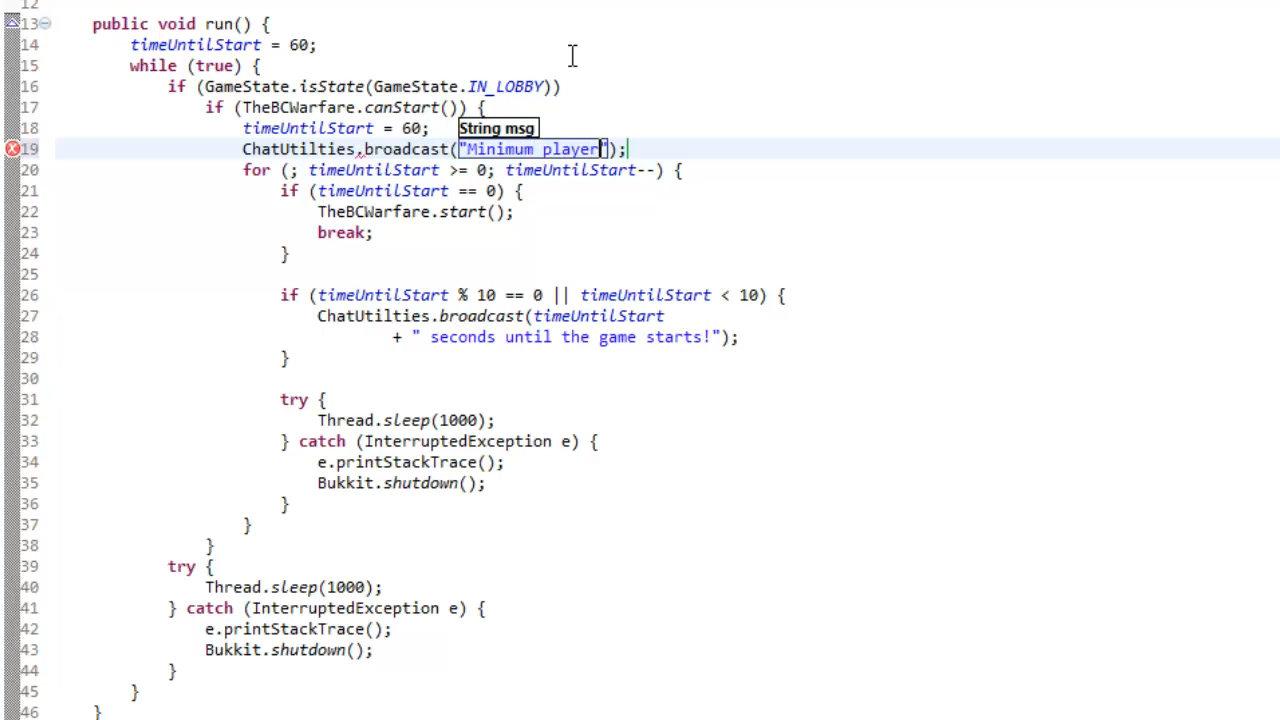 12
13 public void run() {
14 timeUntilStart = 60;
15 while (true) {
16 if (GameState.isState(GameState.IN_LOBBY))
17 if (TheBCWarfare.canStart()) {
18 timeUntilStart = 60; String msg
19 ChatUtilties,broadcast("Minimum player");
20 for (; timeUntilStart >= 0; timeUntilStart--) {
21 if (timeUntilStart == 0) {
22 TheBCWarfare.start();
23 break;
24 }
25
26 if (timeUntilStart % 10 == 0 || timeUntilStart < 10) {
27 ChatUtilties.broadcast(timeUntilStart
28 + " seconds until the game starts!");
29 }
30
31 try {
32 Thread.sleep(1000);
33 } catch (InterruptedException e) {
34 e.printStackTrace();
35 Bukkit.shutdown();
36 }
37 }
38 }
39 try {
40 Thread.sleep(1000);
41 } catch (InterruptedException e) {
42 e.printStackTrace();
43 Bukkit.shutdown();
44 }
45 }
46 }